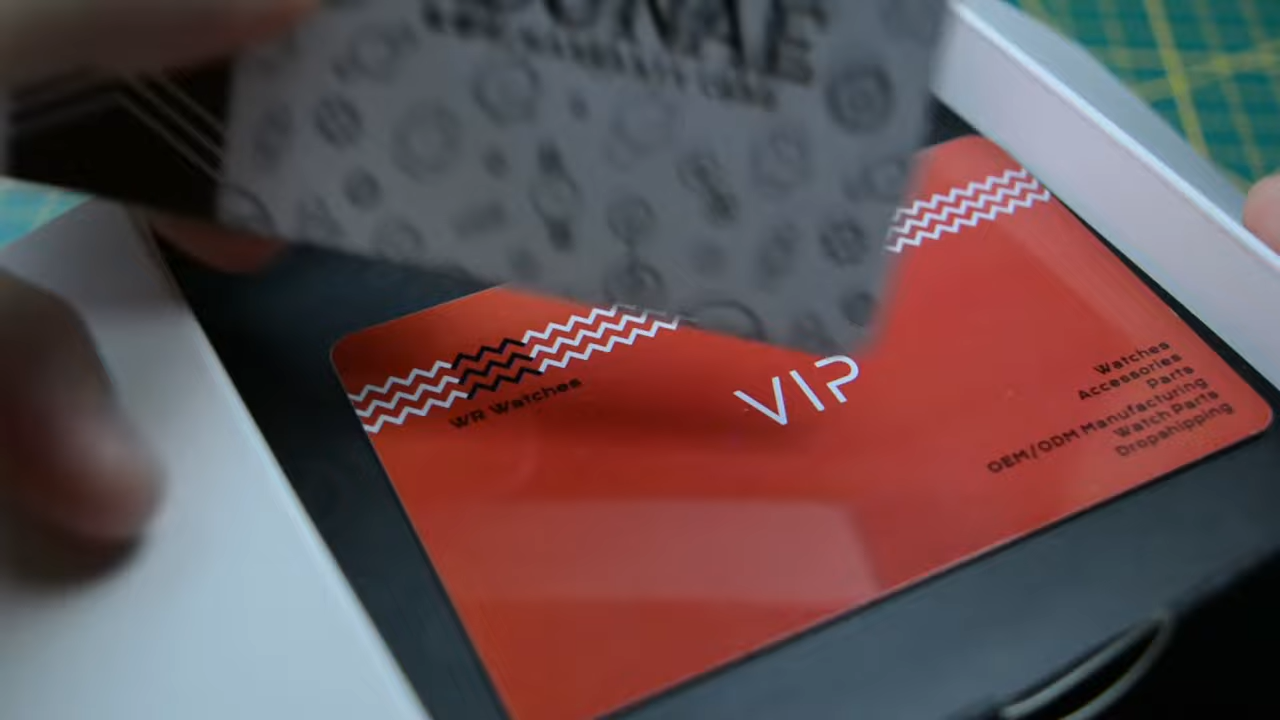 WR Watches
VIP
Watches
Accessories
Parts
OEM/ODM Manufacturing
Watch Parts
Dropshipping